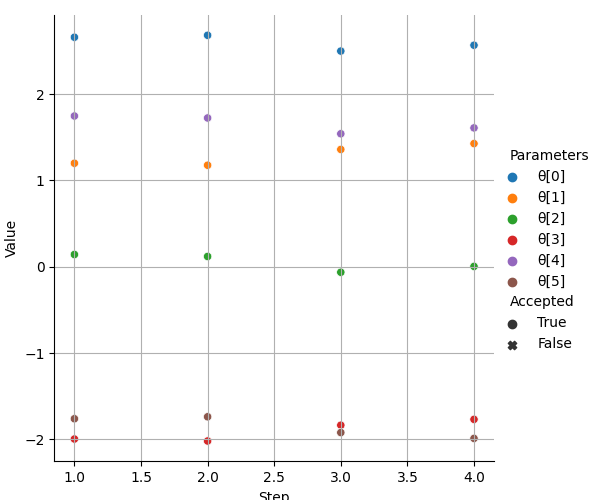 2
1
0
−1
−2
Value
1.0 1.5 2.0 2.5 3.0 3.5 4.0
Step
Parameters
θ[0]
θ[1]
θ[2]
θ[3]
θ[4]
θ[5]
Accepted
True
False